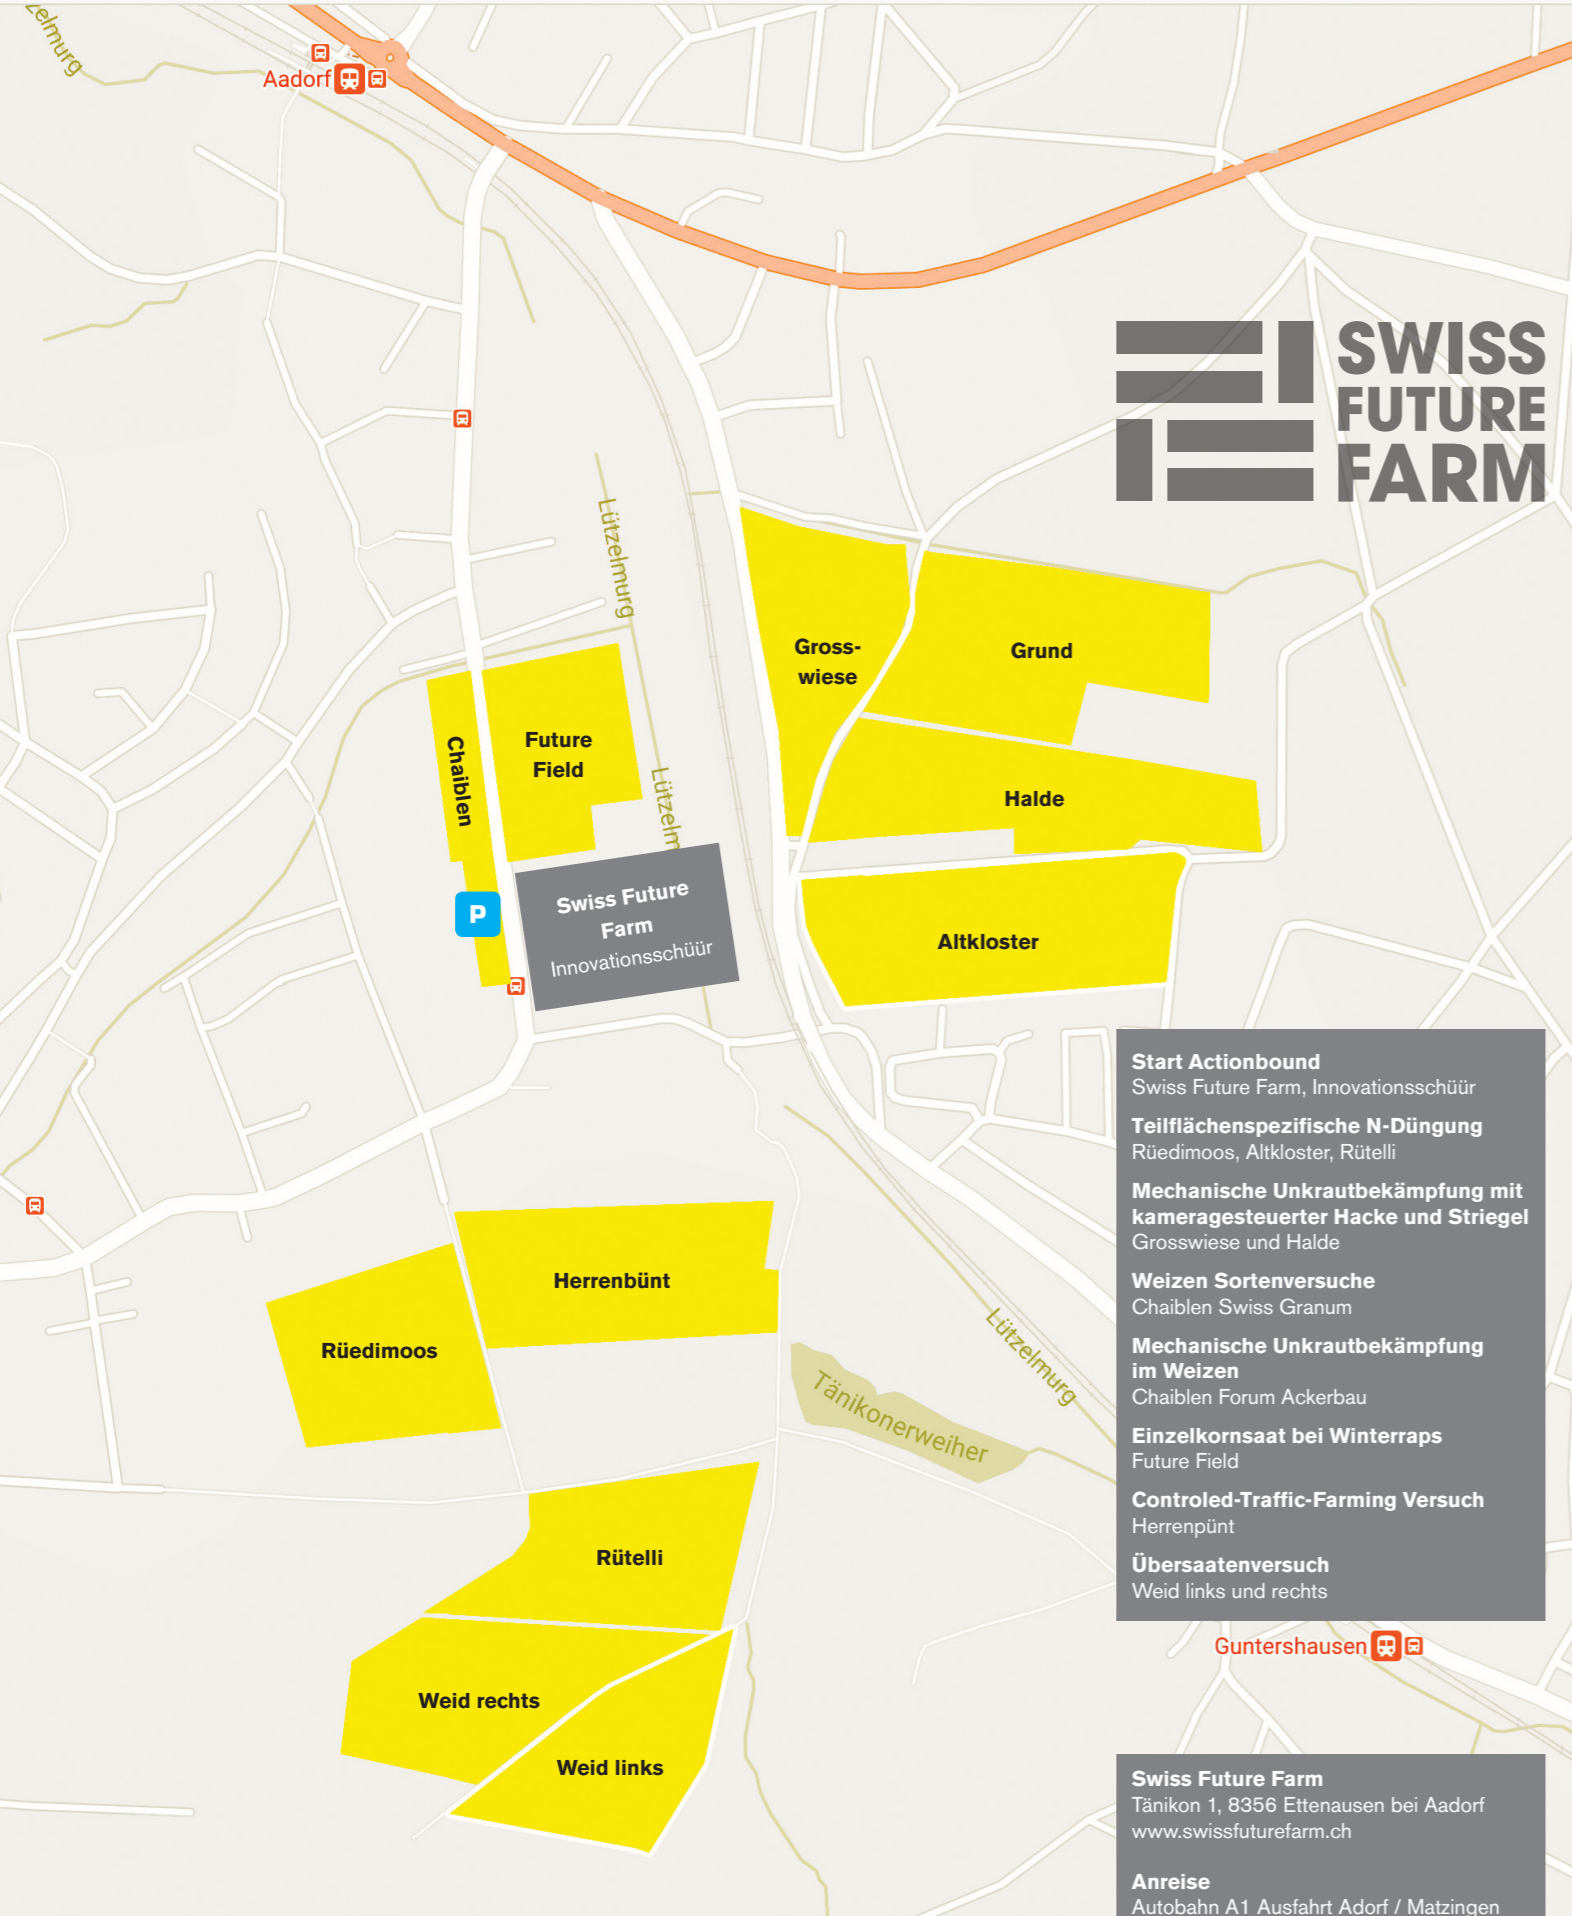 zelmurg
Aadorf
SWISS
FUTURE
FARM
Lützelmurg
Gross-
wiese
Grund
Chaiblen
Future
Field
Lützelm
Halde
P
Swiss Future
Farm
Innovationsschüür
Altkloster
Start Actionbound
Swiss Future Farm, Innovationsschüür
Teilflächenspezifische N-Düngung
Rüedimoos, Altkloster, Rütelli
Mechanische Unkrautbekämpfung mit
kameragesteuerter Hacke und Striegel
Grosswiese und Halde
Weizen Sortenversuche
Chaiblen Swiss Granum
Mechanische Unkrautbekämpfung
im Weizen
Chaiblen Forum Ackerbau
Einzelkornsaat bei Winterraps
Future Field
Controled-Traffic-Farming Versuch
Herrenpünt
Übersaatenversuch
Weid links und rechts
Herrenbünt
Rüedimoos
Lützelmurg
Tänikonerweiher
Rütelli
Guntershausen
Weid rechts
Weid links
Swiss Future Farm
Tänikon 1, 8356 Ettenausen bei Aadorf
www.swissfuturefarm.ch
Anreise
Autobahn A1 Ausfahrt Adorf / Matzingen